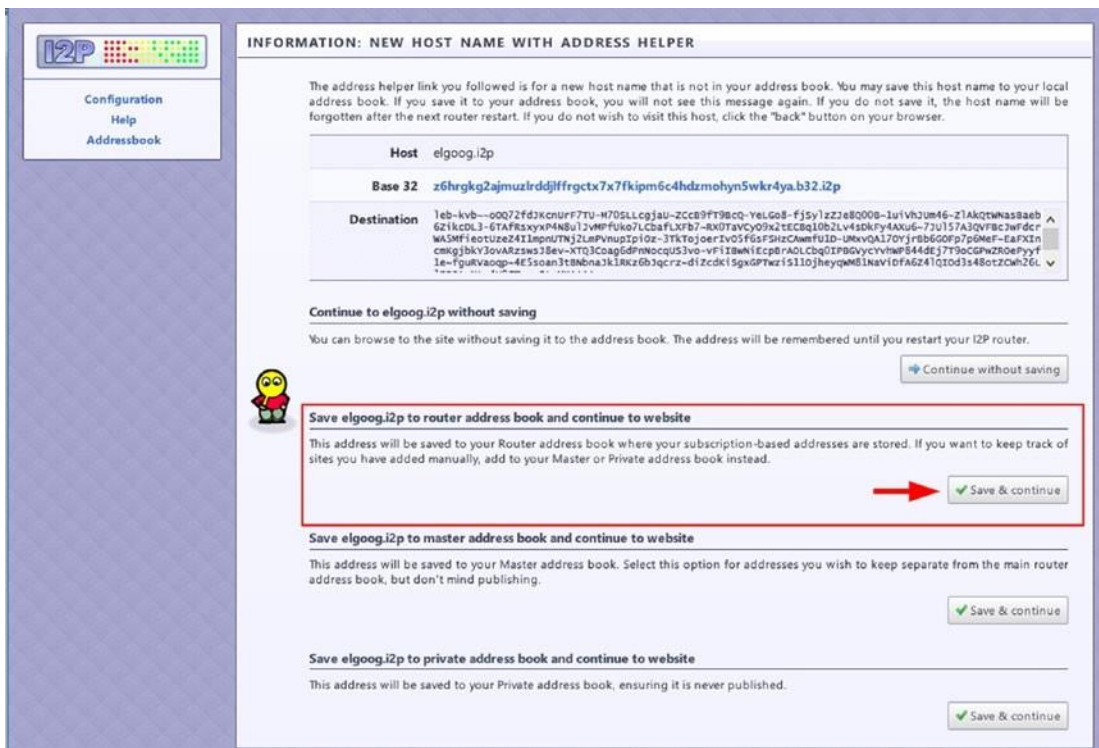 I2P
Configuration
Help
Addressbook
INFORMATION: NEW HOST NAME WITH ADDRESS HELPER
The address helper link you followed is for a new host name that is not in your address book. You may save this host name to your local
address book. If you save it to your address book, you will not see this message again. If you do not save it, the host name will be
forgotten after the next router restart. If you do not wish to visit this host, click the "back" button on your browser.
Host elgoog.i2p
Base 32 z6hrgkg2ajmuzlrddjlffrgctx7x7fkipm6c4hdzmohyn5wkr4ya.b32.i2p
Destination
Continue to elgoog.i2p without saving
You can browse to the site without saving it to the address book. The address will be remembered until you restart your I2P router.
Continue without saving
Save elgoog.i2p to router address book and continue to website
This address will be saved to your Router address book where your subscription-based addresses are stored. If you want to keep track of
sites you have added manually, add to your Master or Private address book instead.
Save & continue
Save elgoog.i2p to master address book and continue to website
This address will be saved to your Master address book. Select this option for addresses you wish to keep separate from the main router
address book, but don't mind publishing.
Save & continue
Save elgoog.i2p to private address book and continue to website
This address will be saved to your Private address book, ensuring it is never published.
Save & continue